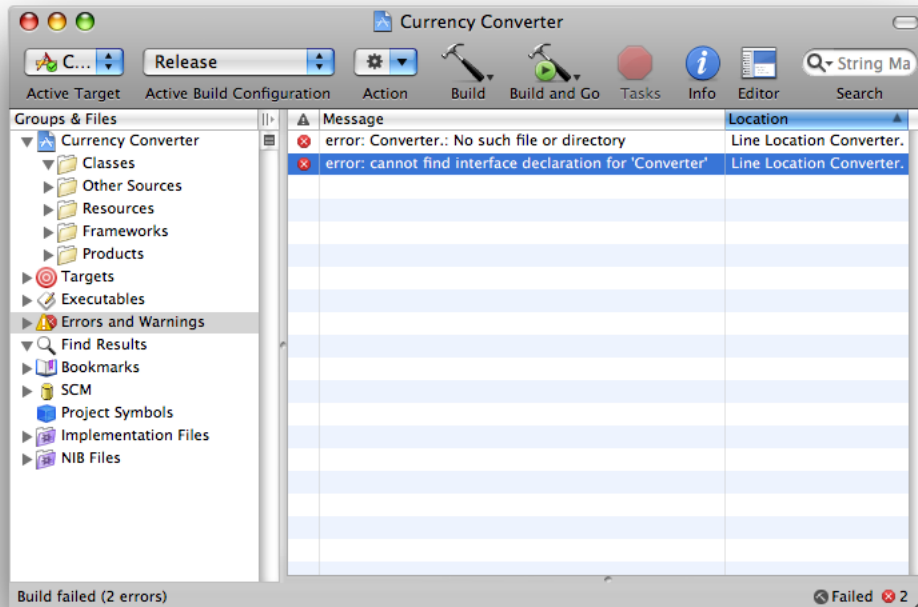 Currency Converter
C... Release String Ma
Active Target Active Build Configuration Action Build Build and Go Tasks Info Editor Search
Groups & Files Message Location
Currency Converter
Classes
Other Sources
Resources
Frameworks
Products
Targets
Executables
Errors and Warnings
Find Results
Bookmarks
SCM
Project Symbols
Implementation Files
NIB Files
error: Converter.: No such file or directory Line Location Converter.
error: cannot find interface declaration for 'Converter' Line Location Converter.
Build failed (2 errors) Failed 2